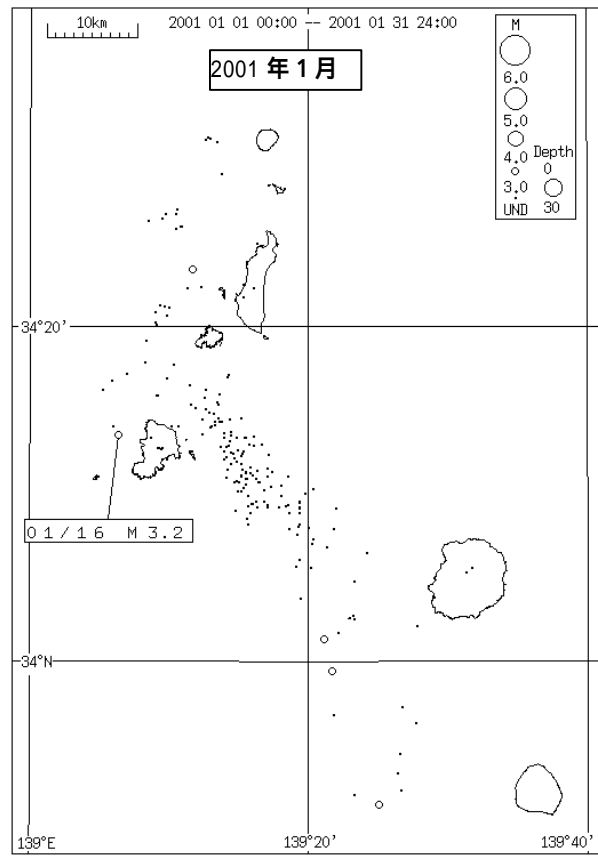 10km 2001 01 01 00:00 -- 2001 01 31 24:00
2001 年 1 月
M
6.0
5.0
4.0
3.0
UND
Depth
0
30
34°20'
01/16 M 3.2
34°N
139°E
139°20'
139°40'